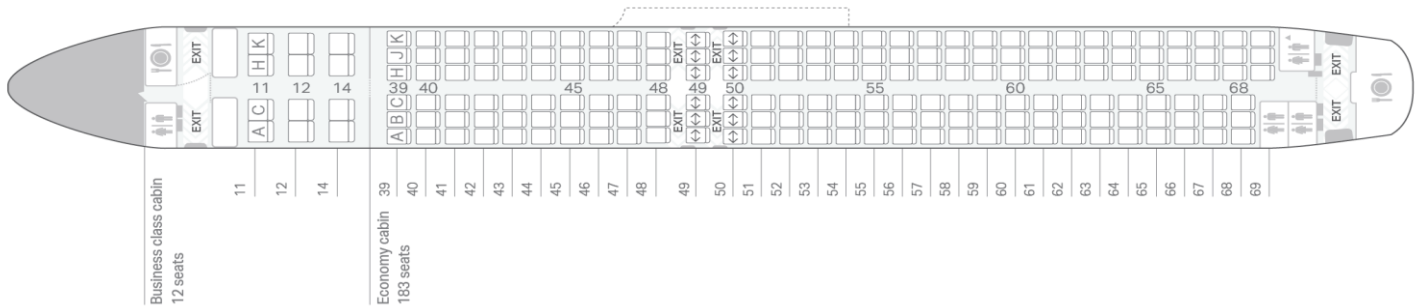 EXIT
EXIT
EXIT
EXIT
K
H
K
J
H
11 12 14 39 40 45 48 49 50 55 60 65 68
C
A
C
B
A
EXIT
EXIT
EXIT
EXIT
11 12 14 39 40 41 42 43 44 45 46 47 48 49 50 51 52 53 54 55 56 57 58 59 60 61 62 63 64 65 66 67 68 69
Business class cabin
12 seats
Economy cabin
183 seats